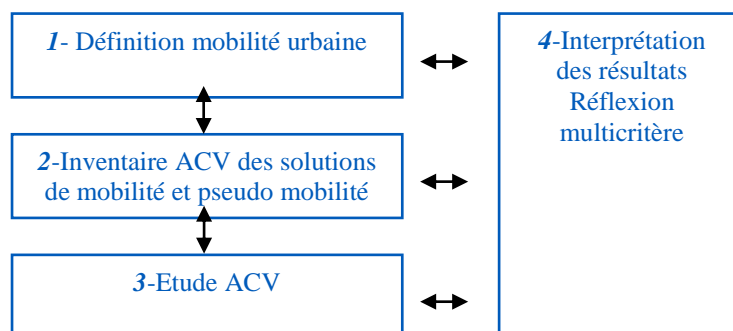 1- Définition mobilité urbaine
2-Inventaire ACV des solutions
de mobilité et pseudo mobilité
3-Etude ACV
4-Interprétation
des résultats
Réflexion
multicritère